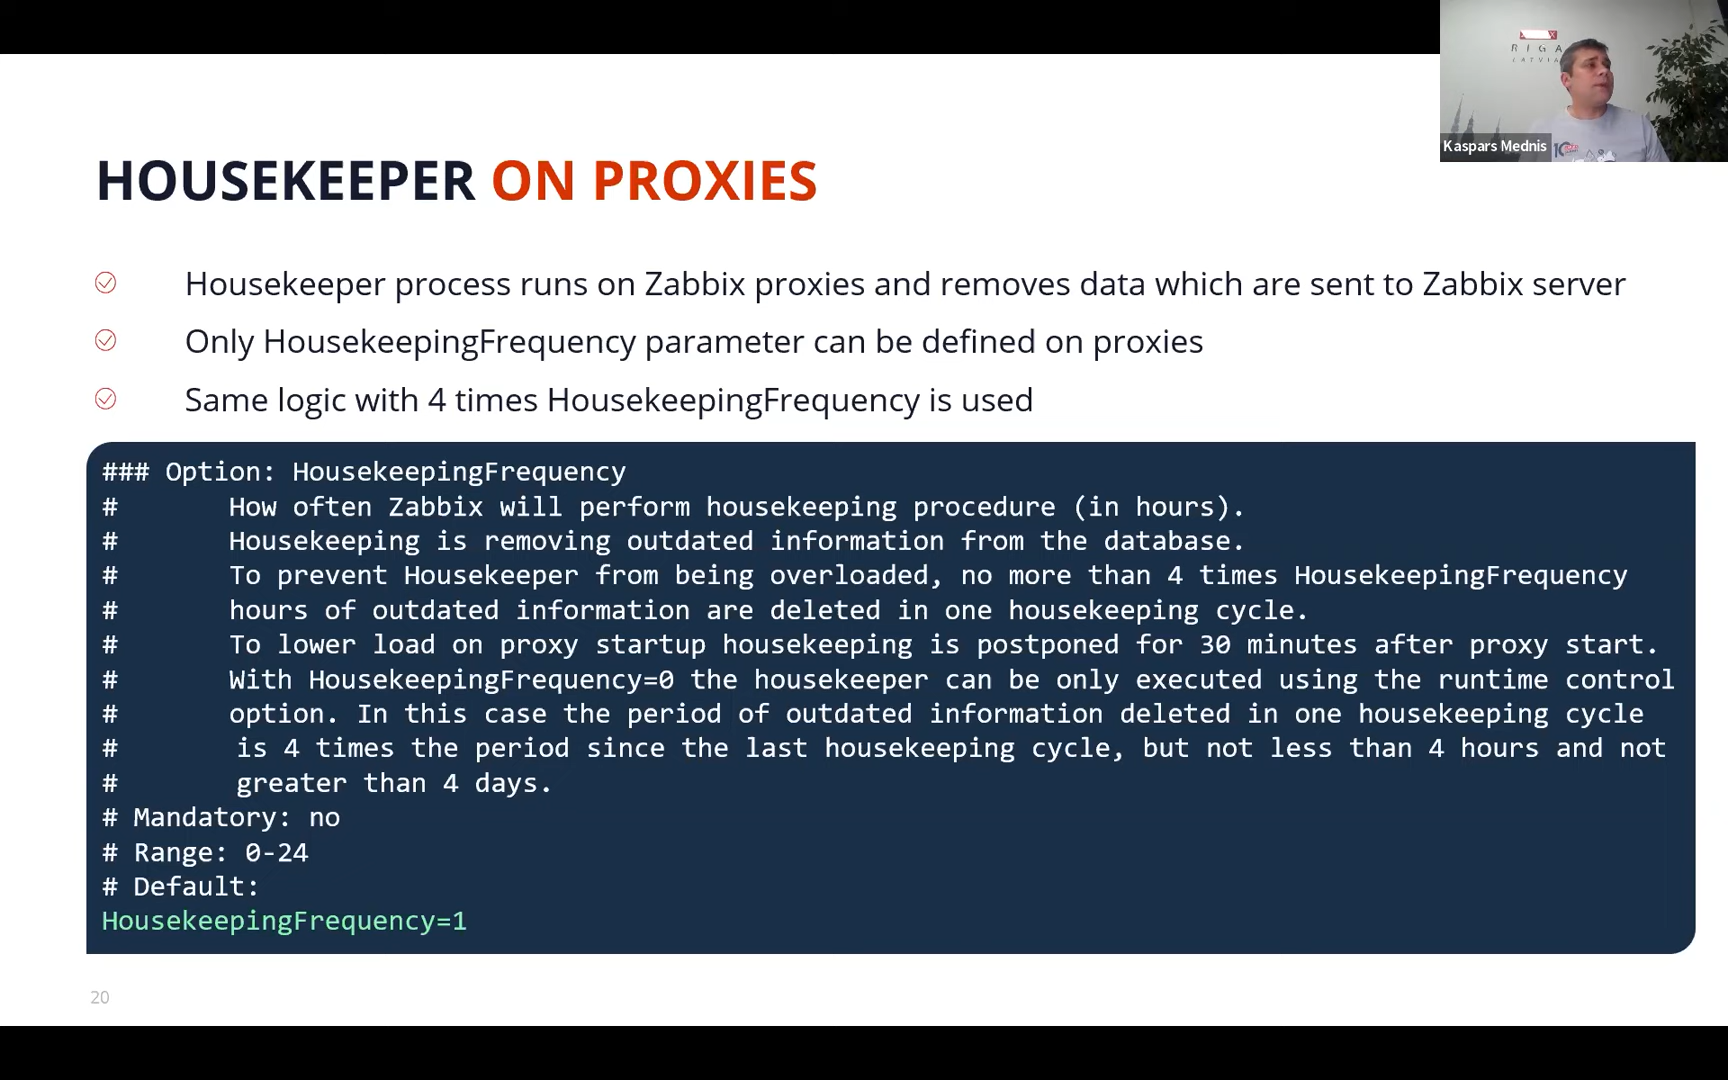 RIGA
LATVIA
Kaspars Mednis
HOUSEKEEPER ON PROXIES
Housekeeper process runs on Zabbix proxies and removes data which are sent to Zabbix server
Only HousekeepingFrequency parameter can be defined on proxies
Same logic with 4 times HousekeepingFrequency is used
### Option: HousekeepingFrequency
# How often Zabbix will perform housekeeping procedure (in hours).
# Housekeeping is removing outdated information from the database.
# To prevent Housekeeper from being overloaded, no more than 4 times HousekeepingFrequency
# hours of outdated information are deleted in one housekeeping cycle.
# To lower load on proxy startup housekeeping is postponed for 30 minutes after proxy start.
# With HousekeepingFrequency=0 the housekeeper can be only executed using the runtime control
# option. In this case the period of outdated information deleted in one housekeeping cycle
# is 4 times the period since the last housekeeping cycle, but not less than 4 hours and not
# greater than 4 days.
# Mandatory: no
# Range: 0-24
# Default:
HousekeepingFrequency=1
20